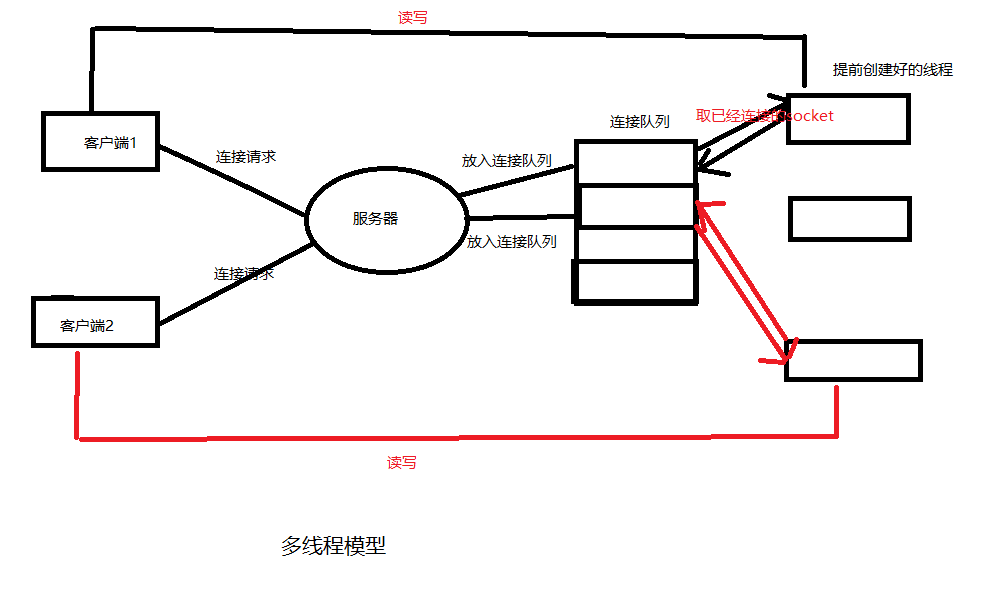 读写
提前创建好的线程
取已经连接的socket
连接队列
客户端1
连接请求
放入连接队列
服务器
放入连接队列
连接请求
客户端2
读写
多线程模型